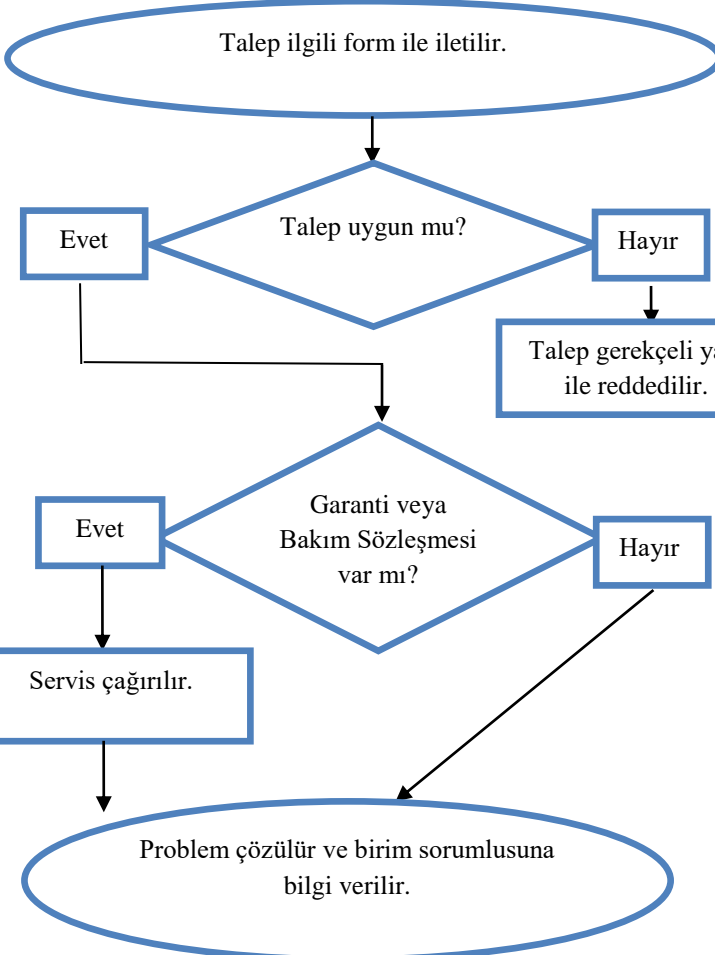 Talep ilgili form ile iletilir.
Talep uygun mu?
Evet
Hayır
Talep gerekçeli
ile reddedilir.
Garanti veya
Bakım Sözleşmesi
var mı?
Evet
Hayır
Servis çağırılır.
Problem çözülür ve birim sorumlusuna
bilgi verilir.